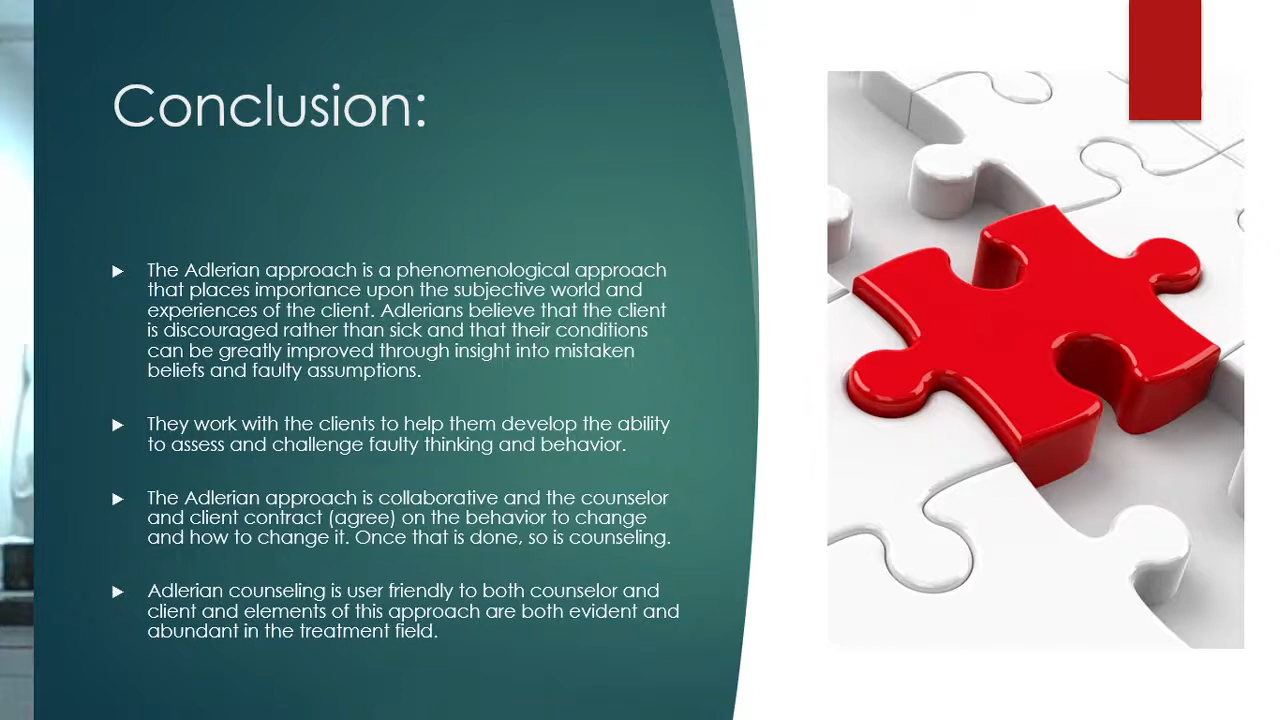 Conclusion:
The Adlerian approach is a phenomenological approach
that places importance upon the subjective world and
experiences of the client. Adlerians believe that the client
is discouraged rather than sick and that their conditions
can be greatly improved through insight into mistaken
beliefs and faulty assumptions.
They work with the clients to help them develop the ability
to assess and challenge faulty thinking and behavior.
The Adlerian approach is collaborative and the counselor
and client contract (agree) on the behavior to change
and how to change it. Once that is done, so is counseling.
Adlerian counseling is user friendly to both counselor and
client and elements of this approach are both evident and
abundant in the treatment field.